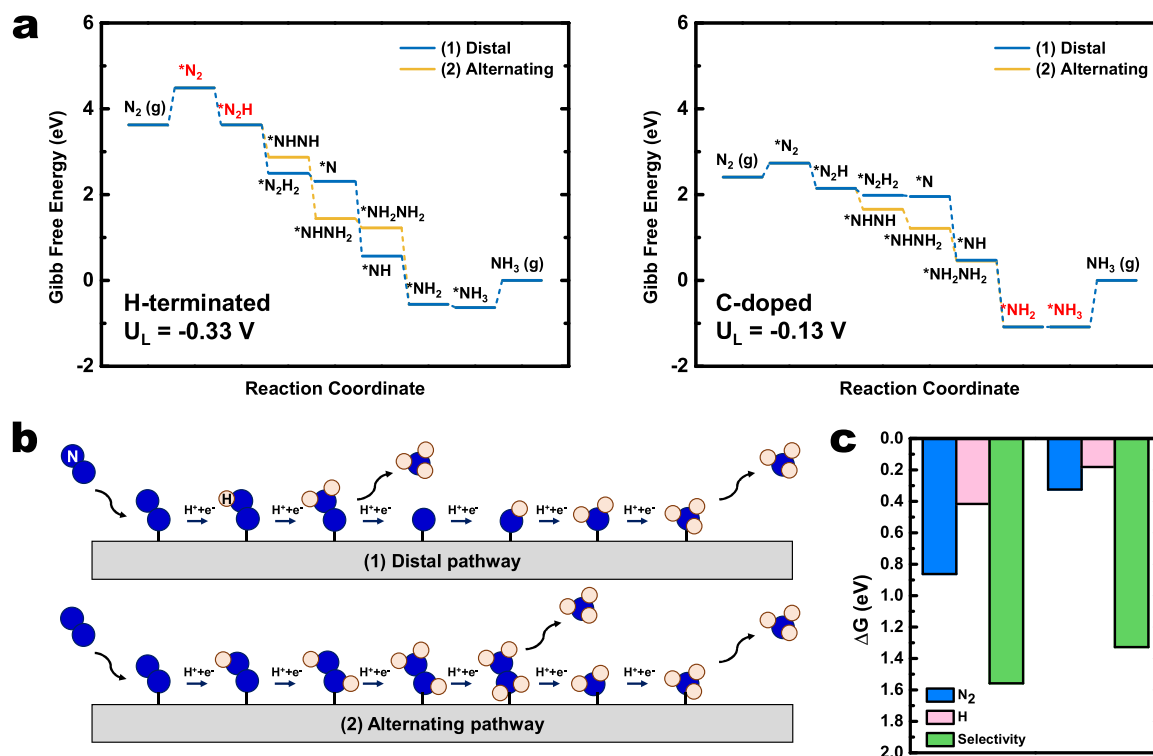 a
6
4
2
0
-2
Gibb Free Energy (eV)
(1) Distal
(2) Alternating
N₂ (g)
*N₂
*N₂H
*NHNH
*N₂H₂
*N
*NHNH₂
*NH₂NH₂
*NH
*NH₂
*NH₃
NH₃ (g)
H-terminated
U_L = -0.33 V
Reaction Coordinate
6
4
2
0
-2
Gibb Free Energy (eV)
(1) Distal
(2) Alternating
N₂ (g)
*N₂
*N₂H
*N₂H₂
*N
*NHNH
*NHNH₂
*NH
*NH₂NH₂
*NH₂
*NH₃
NH₃ (g)
C-doped
U_L = -0.13 V
Reaction Coordinate
b
N
H
H⁺+e⁻ H⁺+e⁻ H⁺+e⁻ H⁺+e⁻ H⁺+e⁻ H⁺+e⁻
(1) Distal pathway
H⁺+e⁻ H⁺+e⁻ H⁺+e⁻ H⁺+e⁻ H⁺+e⁻ H⁺+e⁻
(2) Alternating pathway
c
0.0
0.2
0.4
0.6
0.8
1.0
1.2
1.4
1.6
1.8
2.0
ΔG (eV)
N₂
H
Selectivity